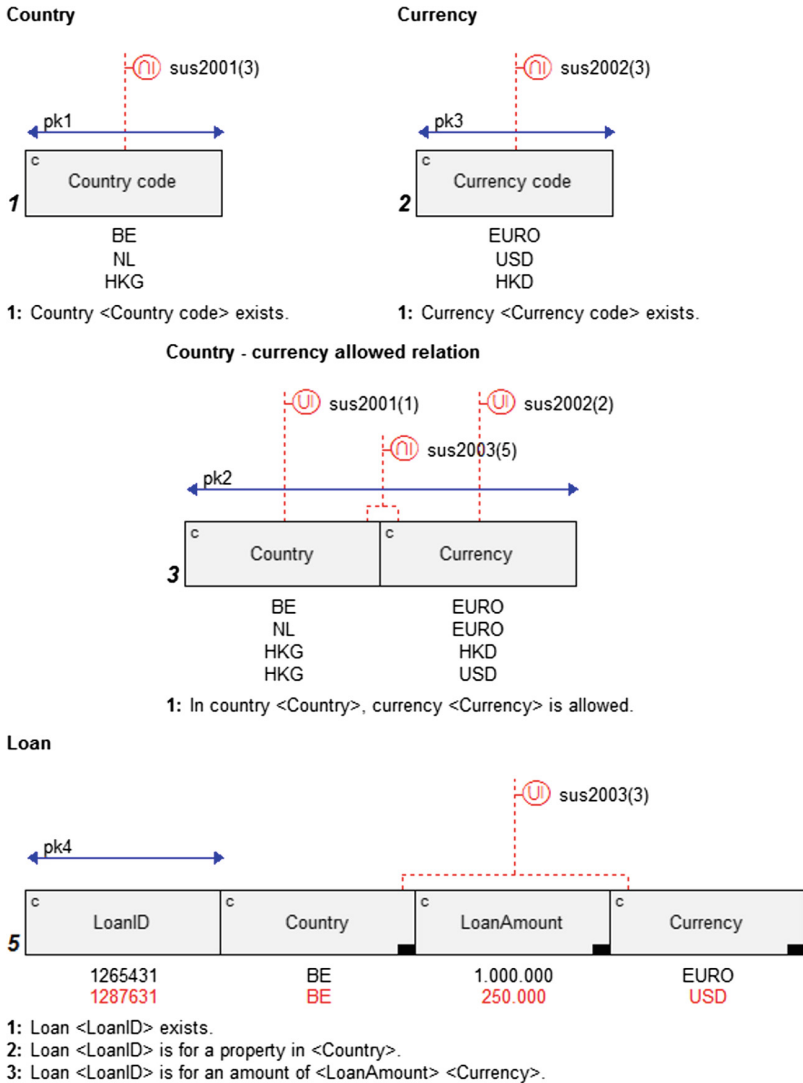 Country Currency
sus2001(3) sus2002(3)
pk1 pk3
c Country code c Currency code
1 2
BE EURO
NL USD
HKG HKD
1: Country <Country code> exists. 1: Currency <Currency code> exists.
Country - currency allowed relation
sus2001(1) sus2002(2)
sus2003(5)
pk2
c Country c Currency
3
BE EURO
NL EURO
HKG HKD
HKG USD
1: In country <Country>, currency <Currency> is allowed.
Loan
sus2003(3)
pk4
c LoanID c Country c LoanAmount c Currency
5
1265431 BE 1.000.000 EURO
1287631 BE 250.000 USD
1: Loan <LoanID> exists.
2: Loan <LoanID> is for a property in <Country>.
3: Loan <LoanID> is for an amount of <LoanAmount> <Currency>.